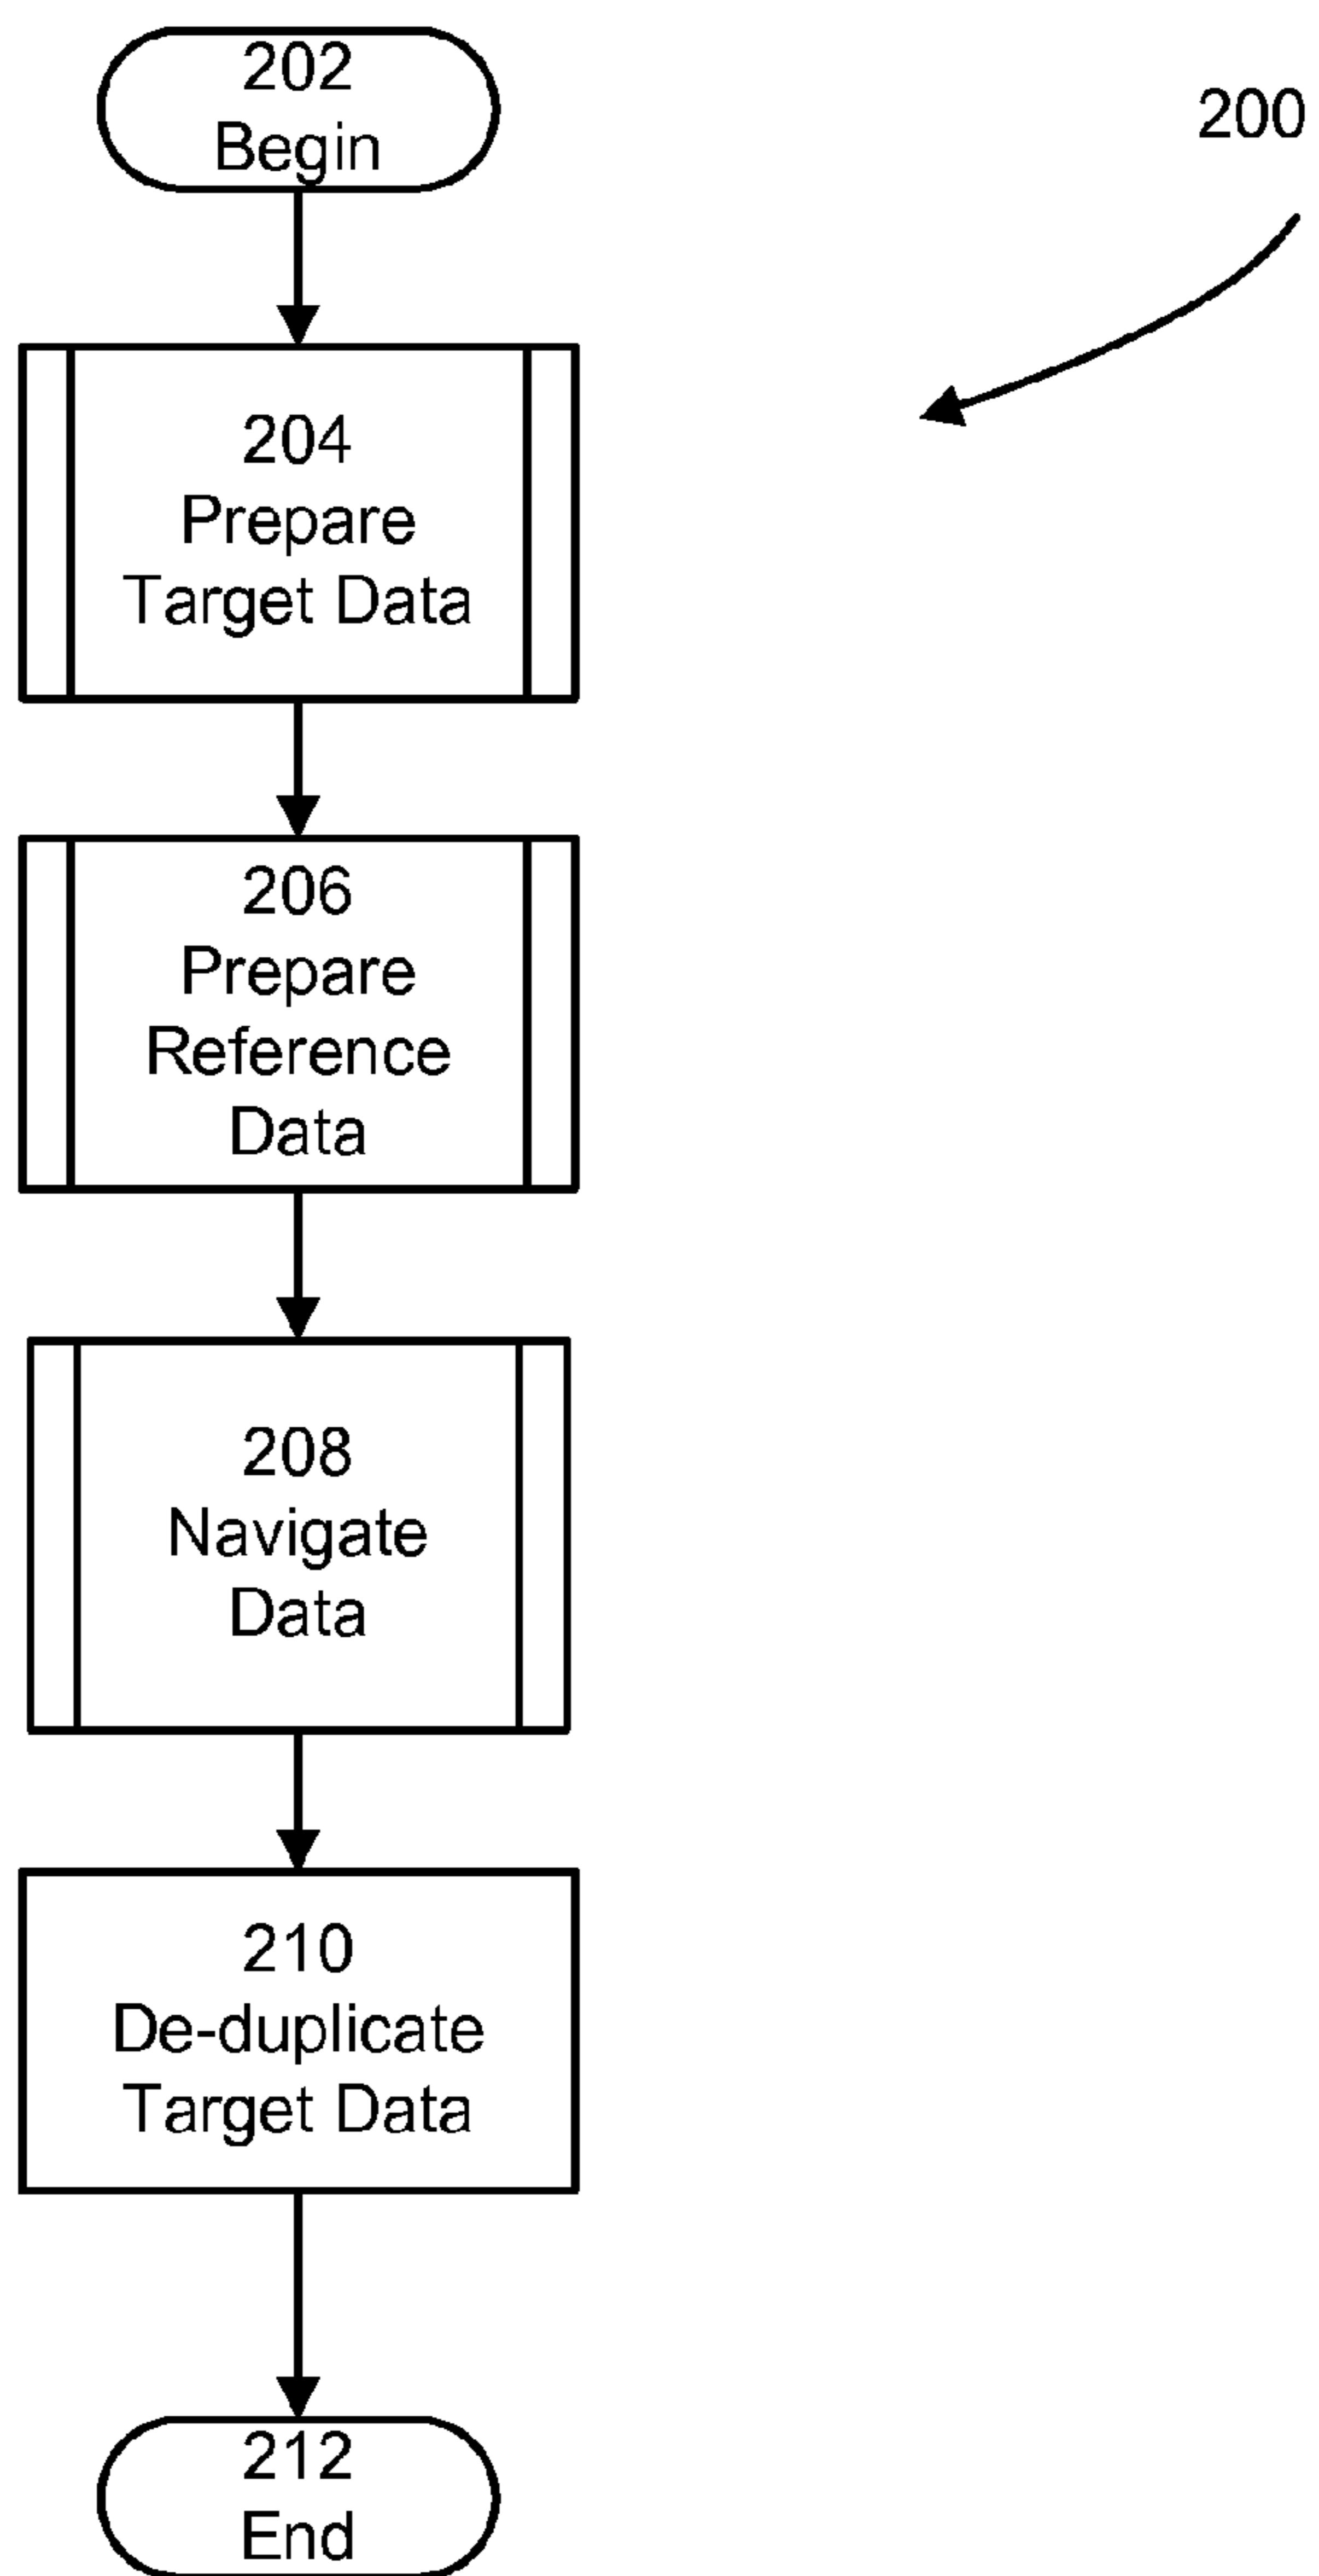 202
Begin
200
204
Prepare
Target Data
206
Prepare
Reference
Data
208
Navigate
Data
210
De-duplicate
Target Data
212
End